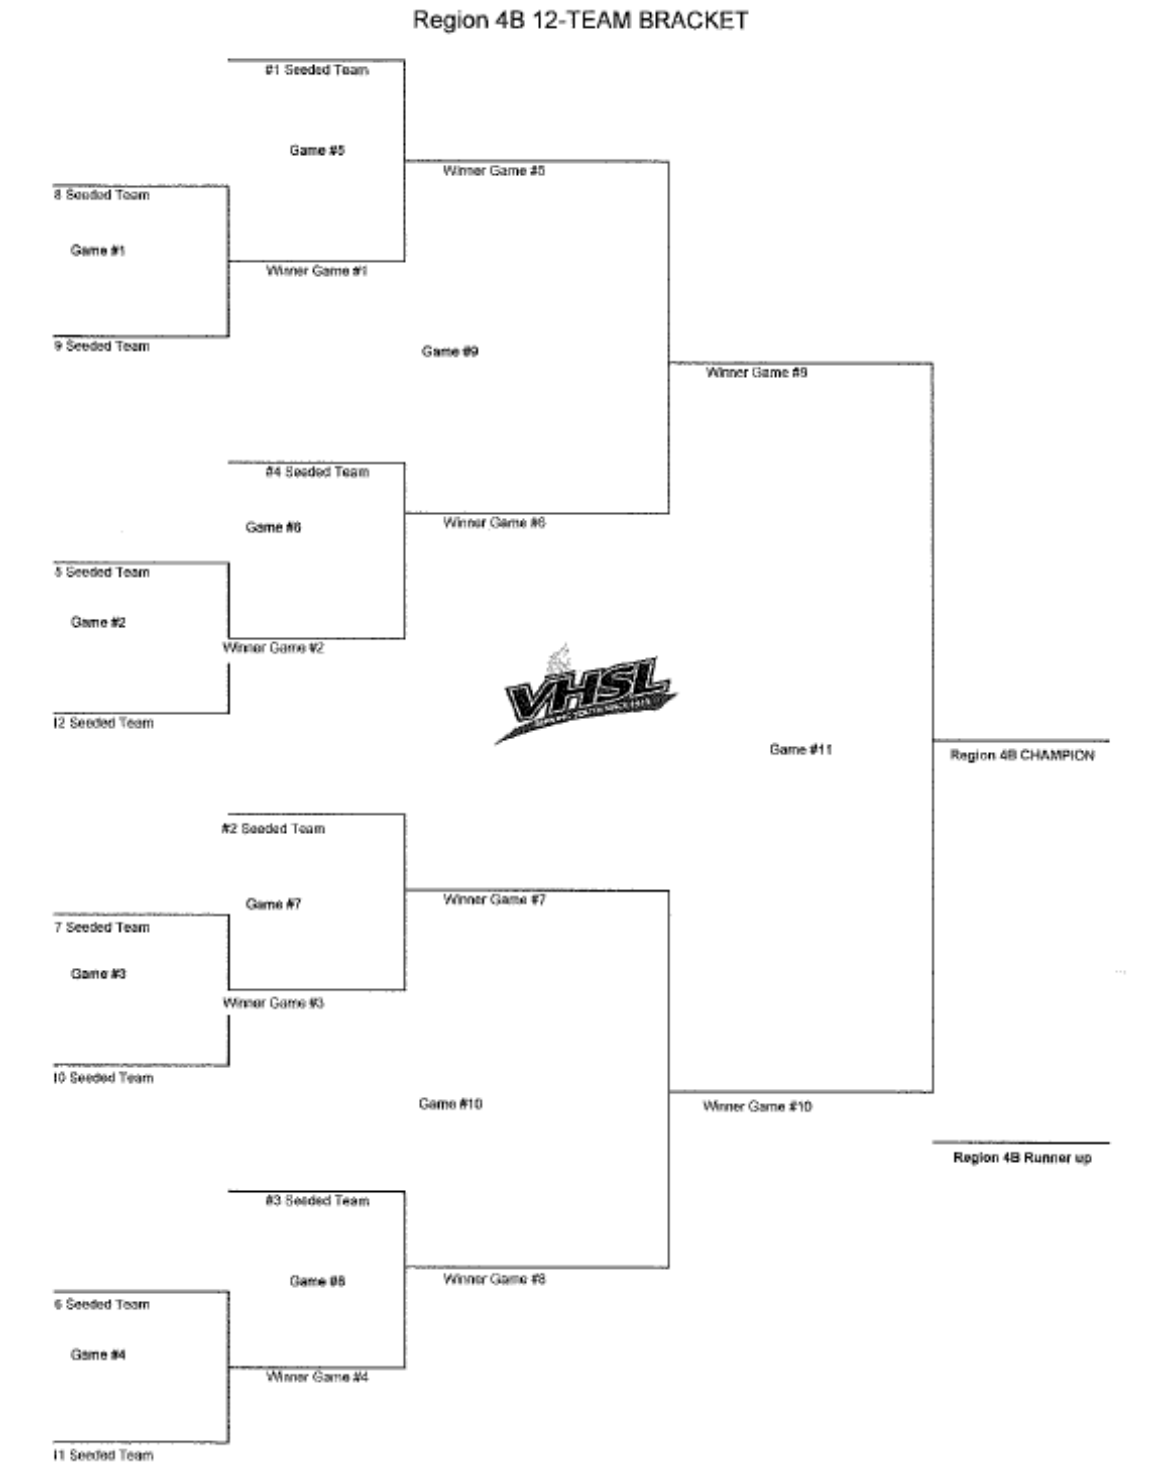 Region 4B 12-TEAM BRACKET
#1 Seeded Team
Game #5
Winner Game #5
8 Seeded Team
Game #1
Winner Game #1
9 Seeded Team
Game #9
Winner Game #9
#4 Seeded Team
Game #6
Winner Game #6
5 Seeded Team
Game #2
Winner Game #2
12 Seeded Team
VHSL
Game #11
Region 4B CHAMPION
#2 Seeded Team
Winner Game #7
Game #7
7 Seeded Team
Game #3
Winner Game #3
10 Seeded Team
Game #10
Winner Game #10
Region 4B Runner up
#3 Seeded Team
Game #8
Winner Game #8
6 Seeded Team
Game #4
Winner Game #4
11 Seeded Team